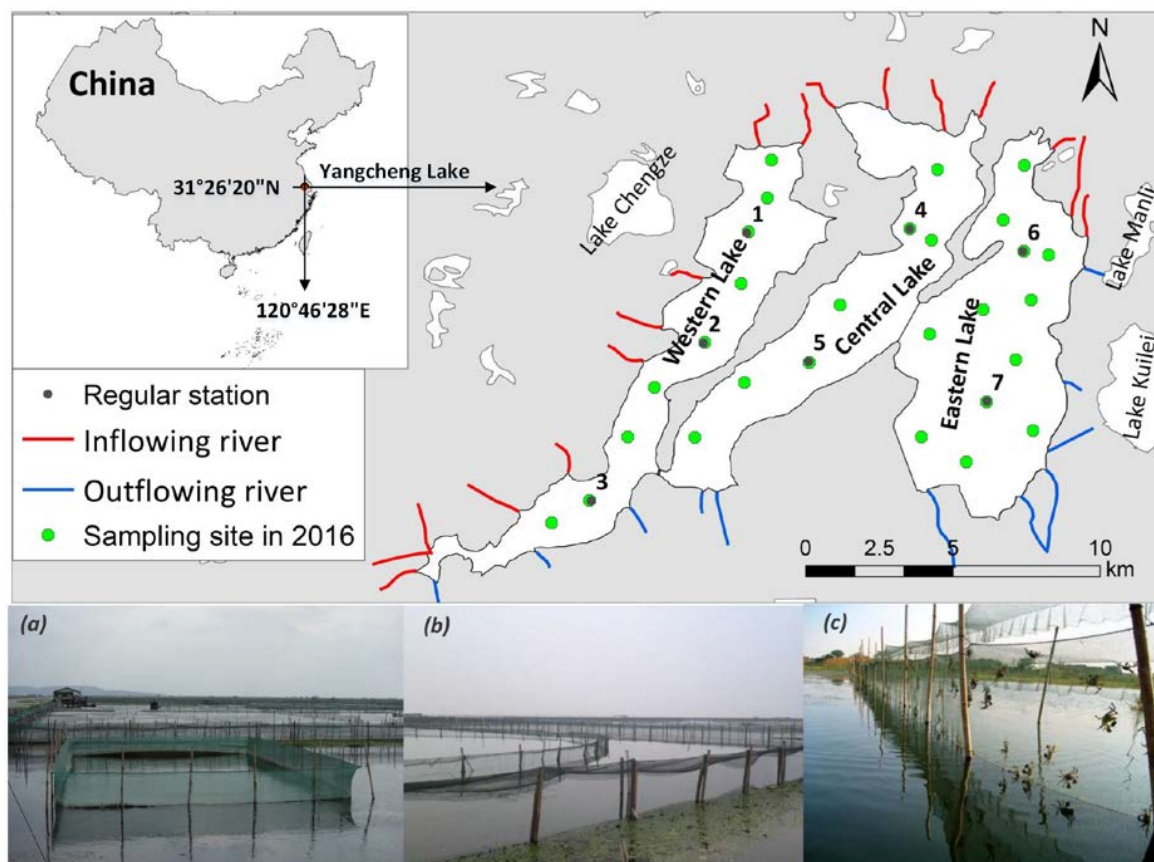 China
31°26'20"N
Yangcheng Lake
120°46'28"E
Regular station
Inflowing river
Outflowing river
Sampling site in 2016
N
Lake Chengze
Western Lake
Central Lake
Eastern Lake
Lake Manli
Lake Kuilei
1
2
3
4
5
6
7
0 2.5 5 10
km
(a)
(b)
(c)